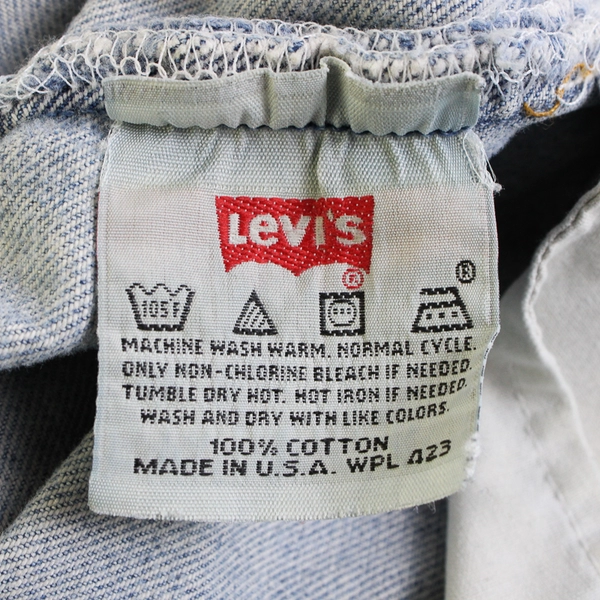 Levi's
®
®
105F
MACHINE WASH WARM. NORMAL CYCLE.
ONLY NON-CHLORINE BLEACH IF NEEDED.
TUMBLE DRY HOT. HOT IRON IF NEEDED.
WASH AND DRY WITH LIKE COLORS.
100% COTTON
MADE IN U.S.A. WPL 423